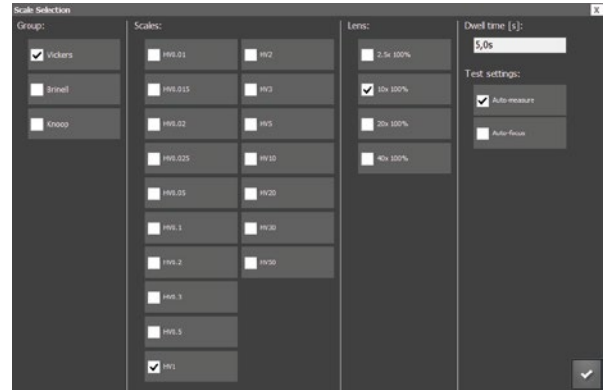 Scale Selection
X
Group:
Vickers
Brinell
Knoop
Scales:
HV0.01
HV0.015
HV0.02
HV0.025
HV0.05
HV0.1
HV0.2
HV0.3
HV0.5
HV1
HV2
HV3
HV5
HV10
HV20
HV30
HV50
Lens:
2.5x 100%
10x 100%
20x 100%
40x 100%
Dwell time [s]:
5,0s
Test settings:
Auto-measure
Auto-focus